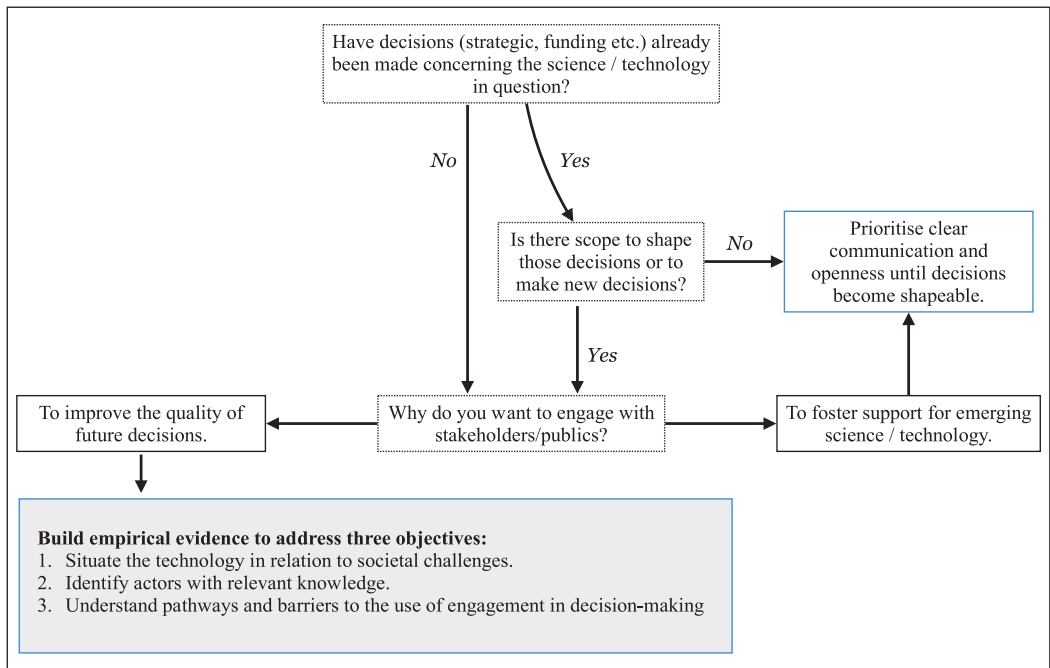 Have decisions (strategic, funding etc.) already
been made concerning the science / technology
in question?
No
Yes
Is there scope to shape
those decisions or to
make new decisions?
No
Prioritise clear
communication and
openness until decisions
become shapeable.
Yes
To improve the quality of
future decisions.
Why do you want to engage with
stakeholders/publics?
To foster support for emerging
science / technology.
Build empirical evidence to address three objectives:
1. Situate the technology in relation to societal challenges.
2. Identify actors with relevant knowledge.
3. Understand pathways and barriers to the use of engagement in decision-making